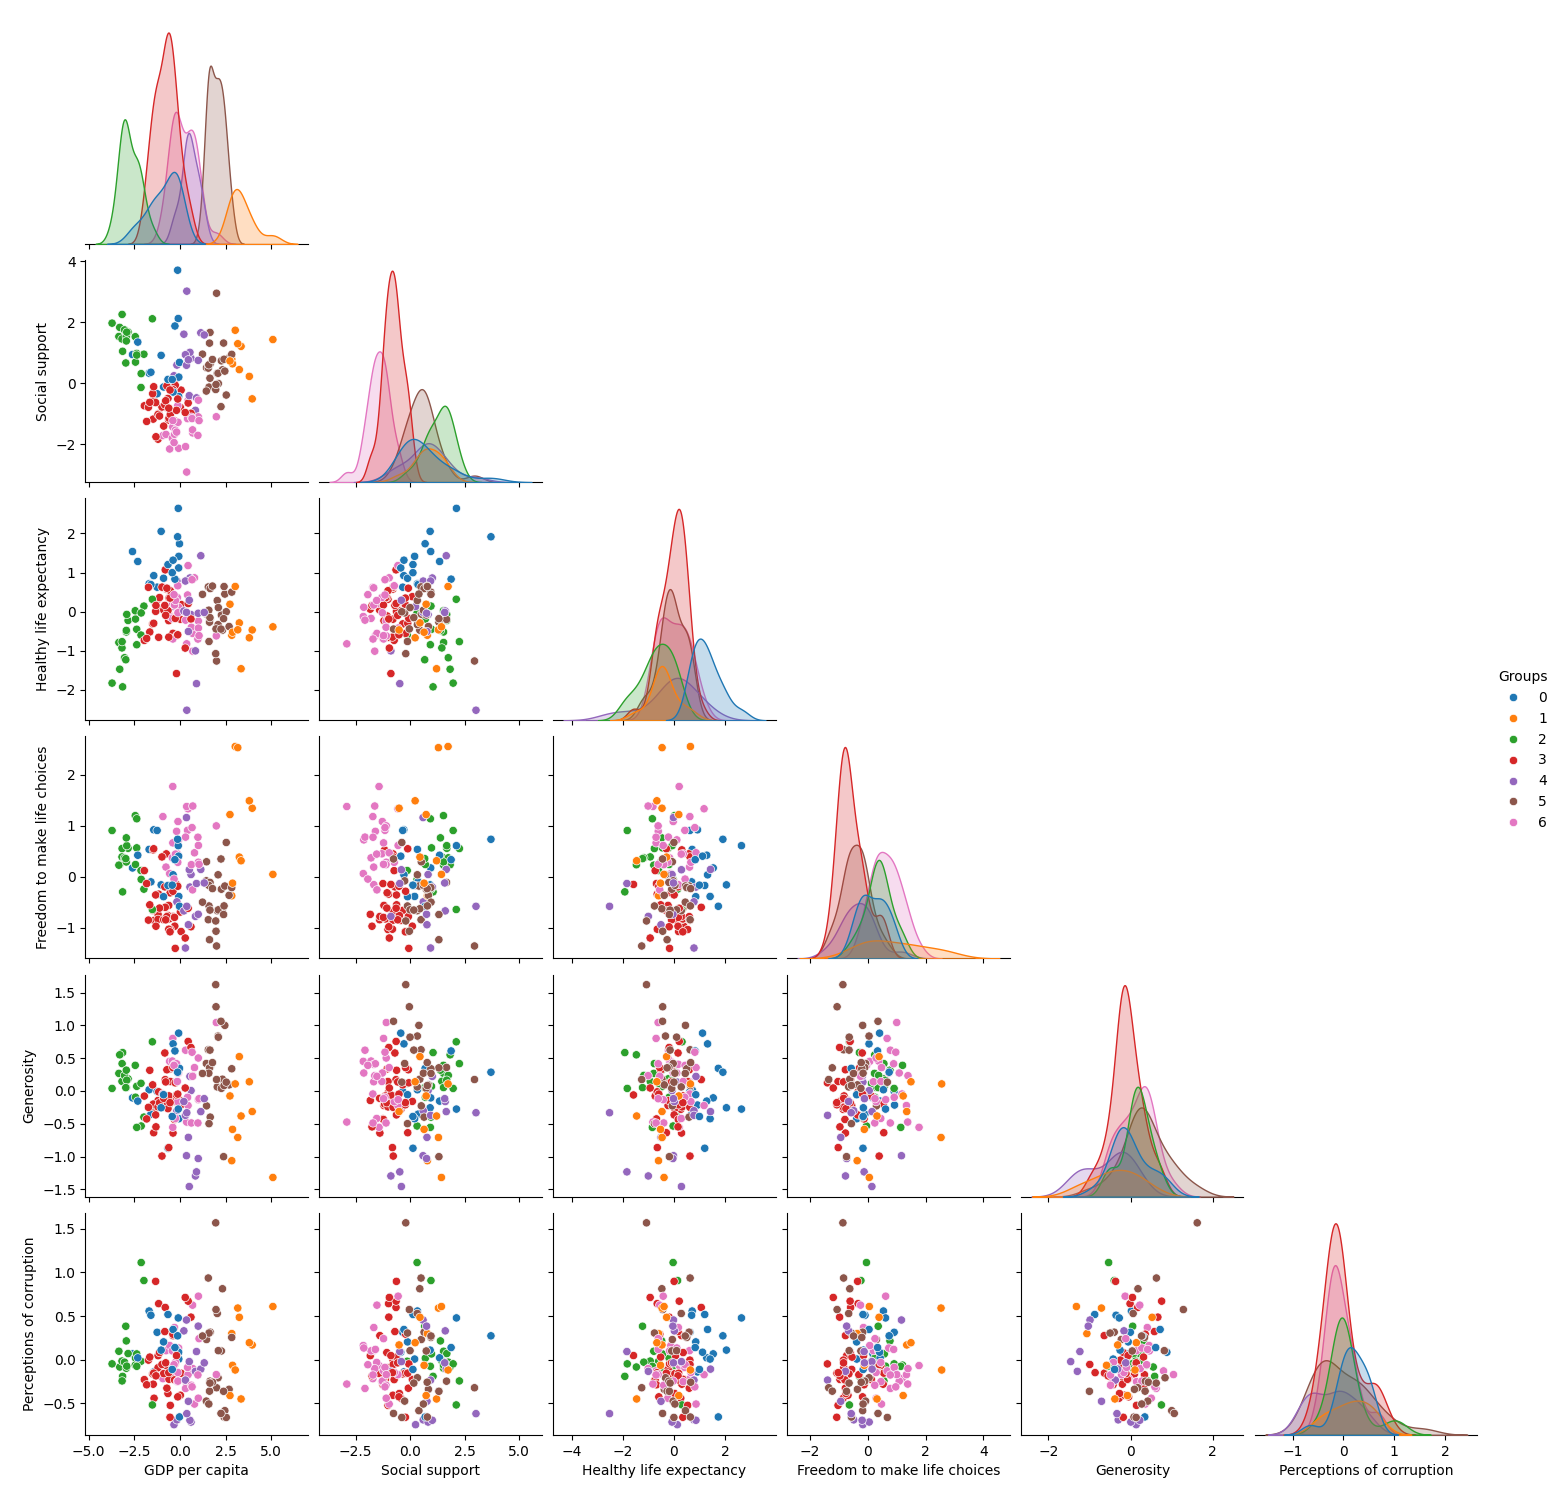 4
2
0
−2
Social support
2
1
0
−1
−2
Healthy life expectancy
2
1
0
−1
Freedom to make life choices
1.5
1.0
0.5
0.0
−0.5
−1.0
−1.5
Generosity
1.5
1.0
0.5
0.0
−0.5
Perceptions of corruption
−5.0 −2.5 0.0 2.5 5.0
GDP per capita
−2.5 0.0 2.5 5.0
Social support
−4 −2 0 2
Healthy life expectancy
−2 0 2 4
Freedom to make life choices
−2 0 2
Generosity
−1 0 1 2
Perceptions of corruption
Groups
0
1
2
3
4
5
6